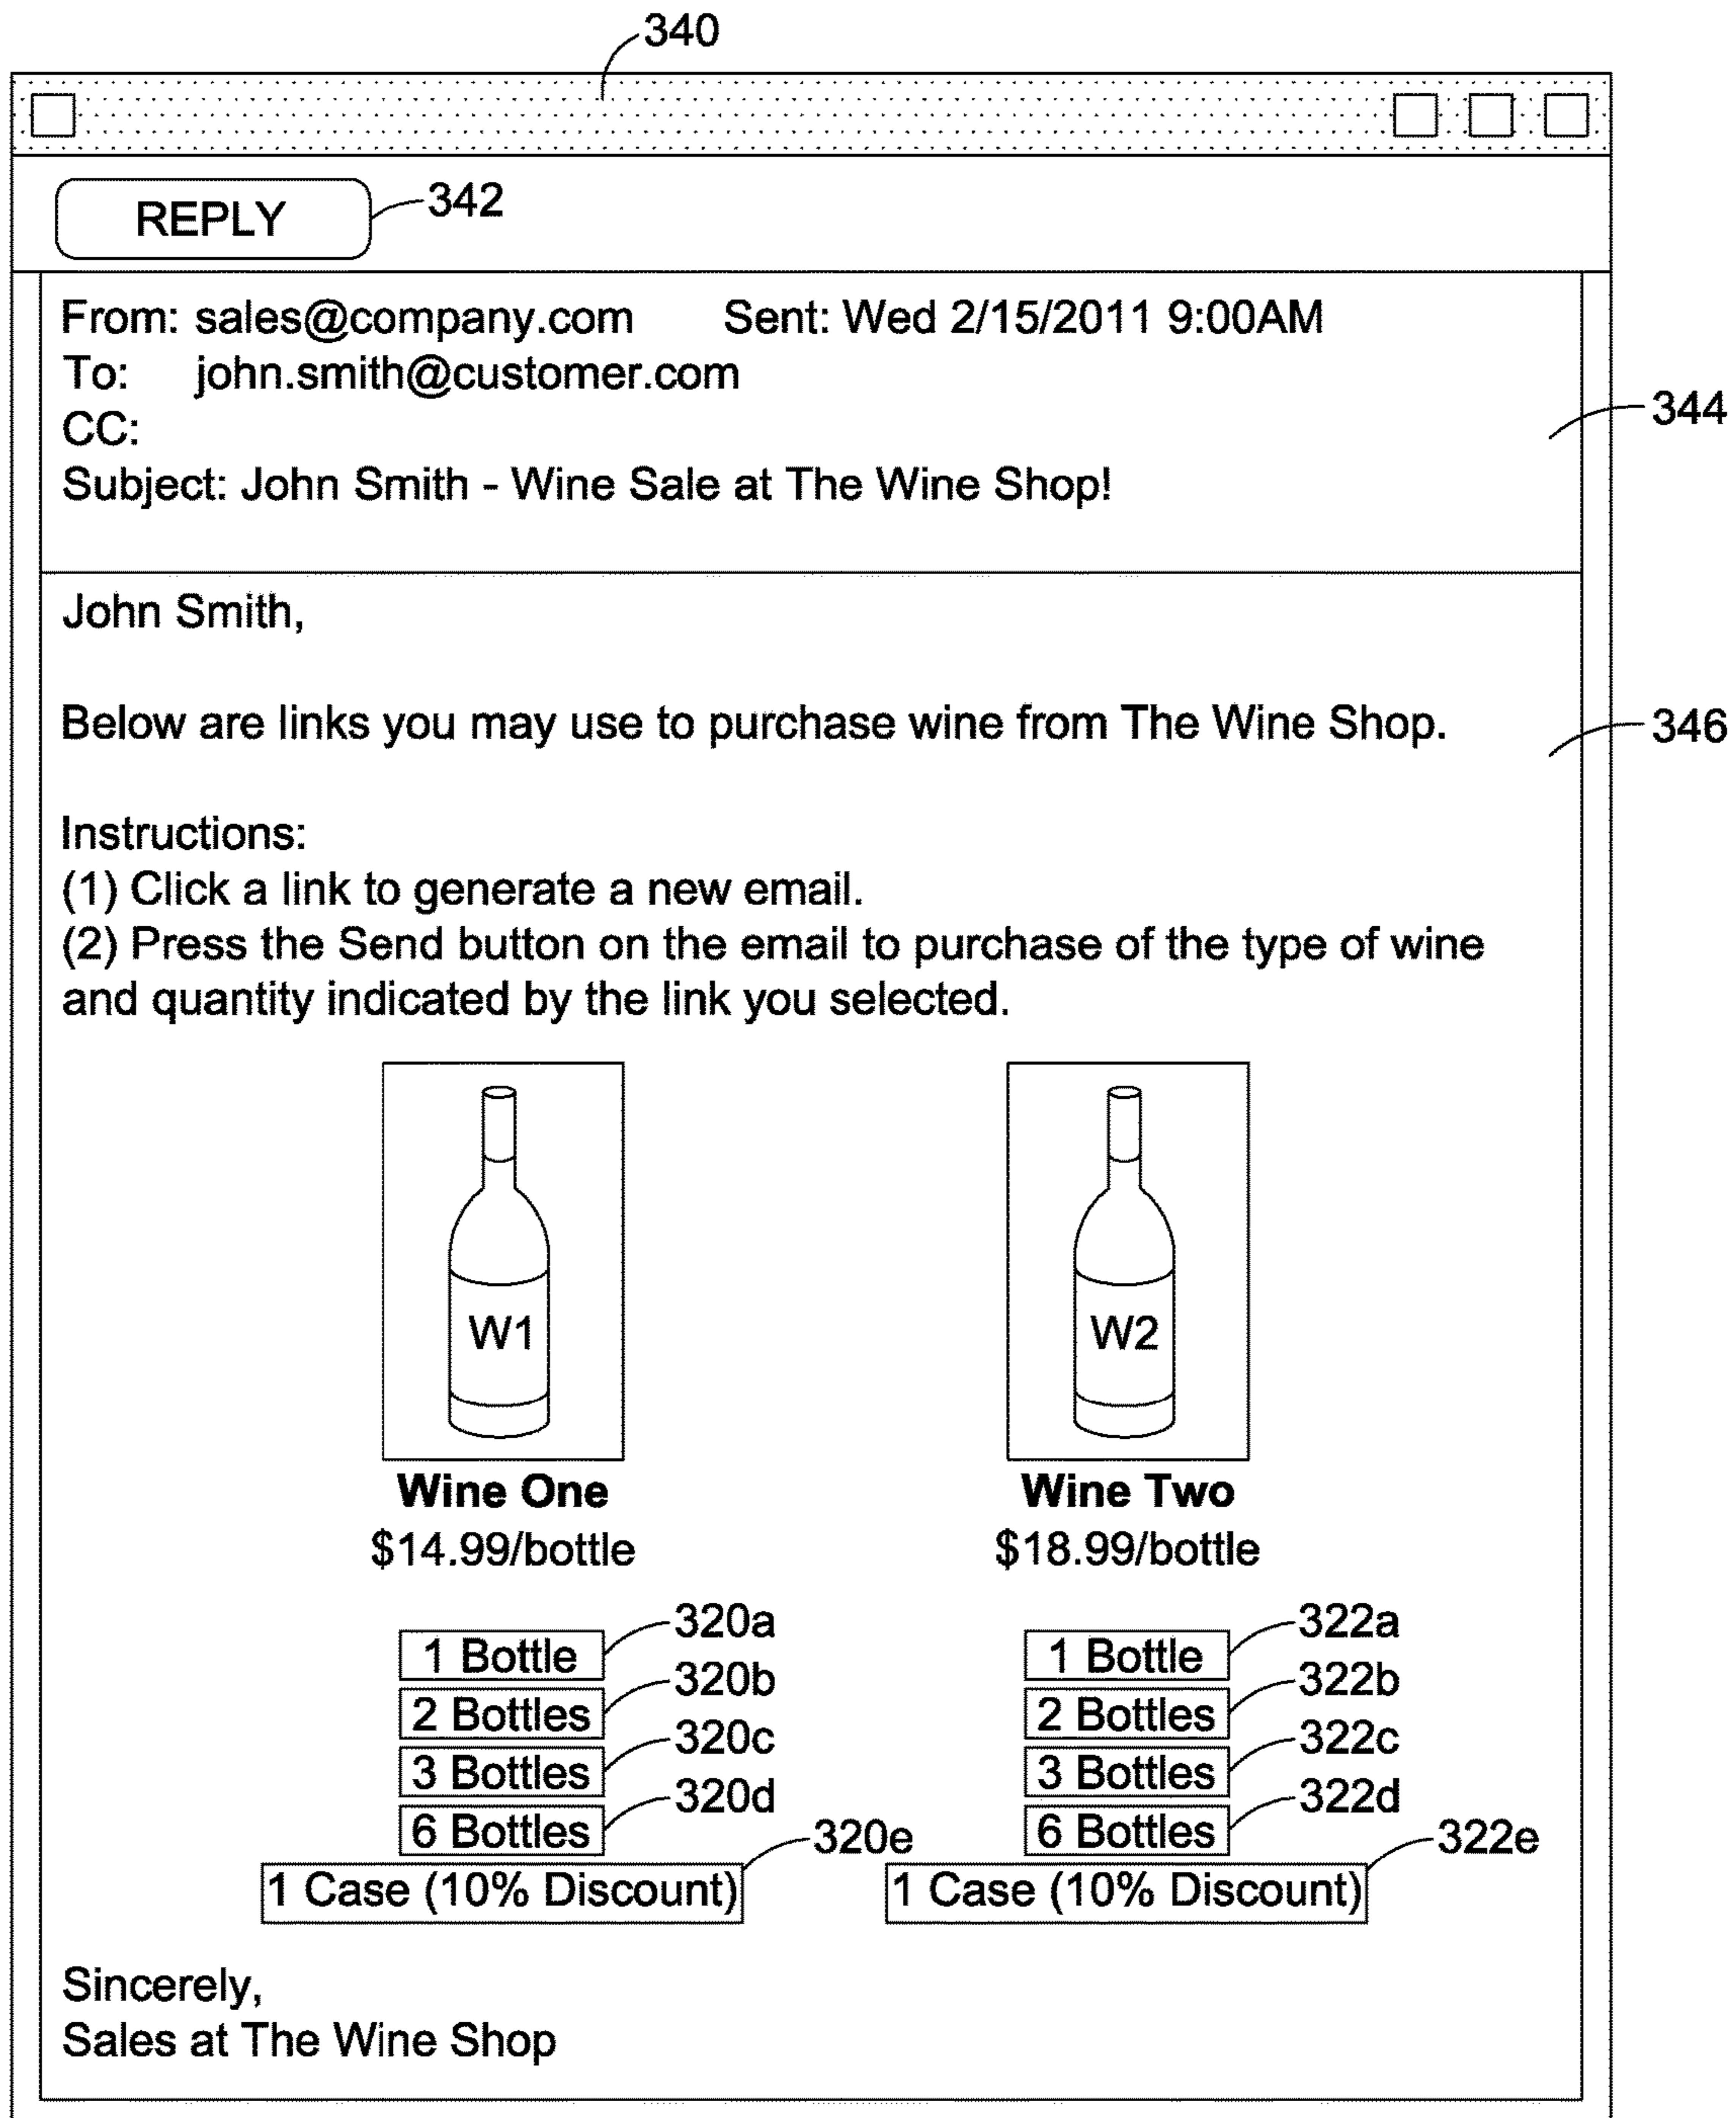 340
REPLY
342
From: sales@company.com Sent: Wed 2/15/2011 9:00AM
To: john.smith@customer.com
CC:
344
Subject: John Smith - Wine Sale at The Wine Shop!
John Smith,
Below are links you may use to purchase wine from The Wine Shop.
346
Instructions:
(1) Click a link to generate a new email.
(2) Press the Send button on the email to purchase of the type of wine
and quantity indicated by the link you selected.
W1
W2
Wine One
Wine Two
$14.99/bottle
$18.99/bottle
1 Bottle 320a
2 Bottles 320b
3 Bottles 320c
6 Bottles 320d
1 Case (10% Discount) 320e
1 Bottle 322a
2 Bottles 322b
3 Bottles 322c
6 Bottles 322d
1 Case (10% Discount) 322e
Sincerely,
Sales at The Wine Shop